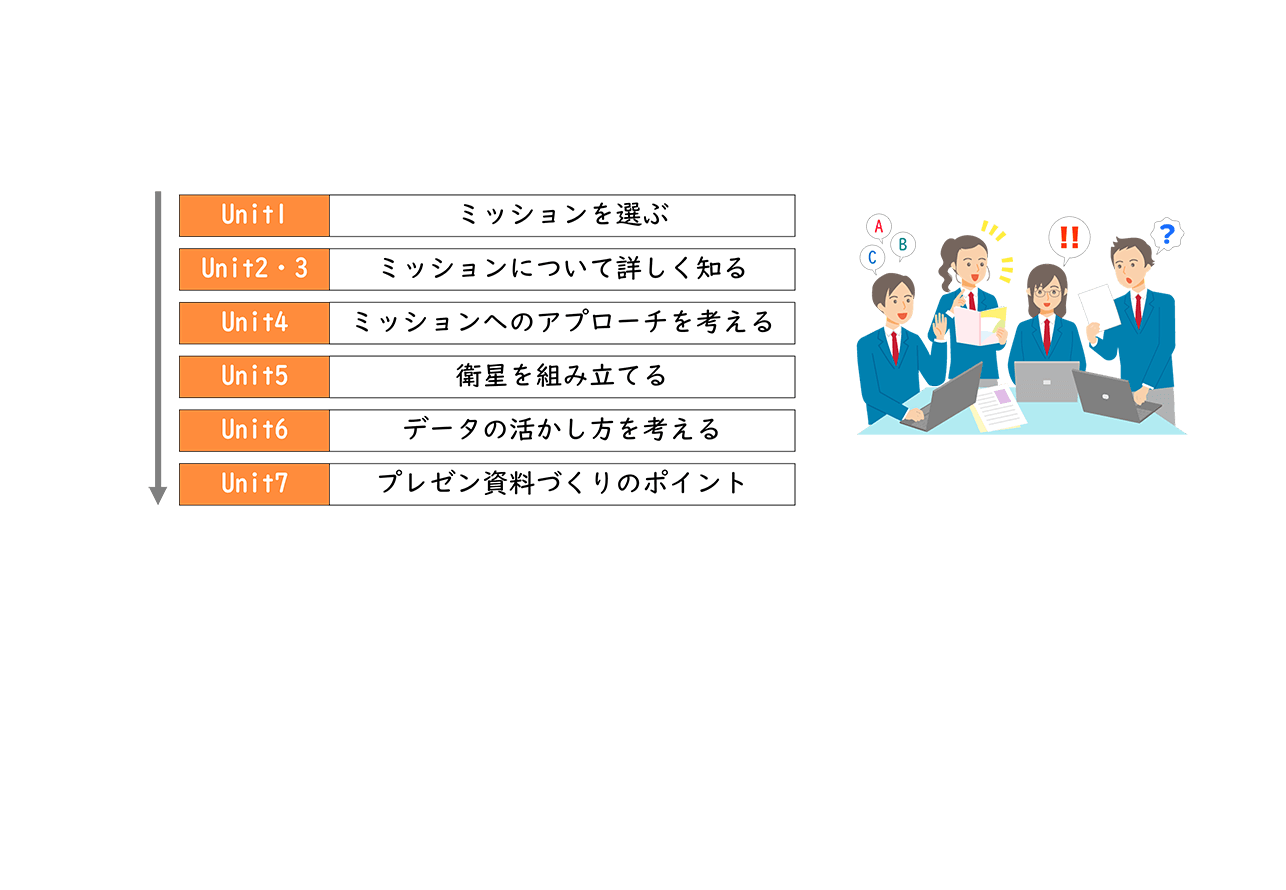 Unit1 ミッションを選ぶ
Unit2・3 ミッションについて詳しく知る
Unit4 ミッションへのアプローチを考える
Unit5 衛星を組み立てる
Unit6 データの活かし方を考える
Unit7 プレゼン資料づくりのポイント
A
B
C
!!
?